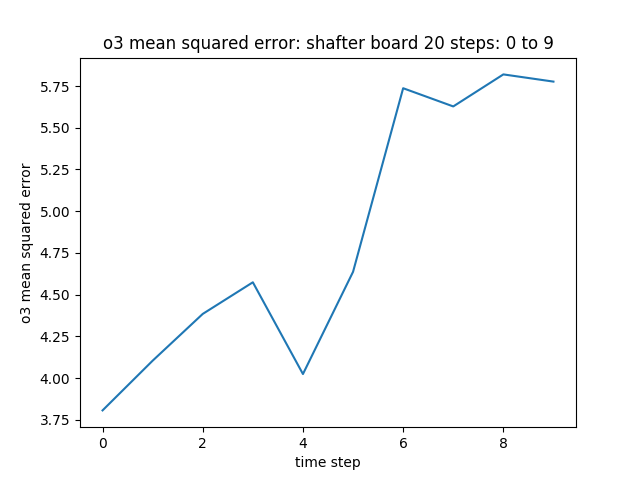 o3 mean squared error: shafter board 20 steps: 0 to 9
o3 mean squared error
5.75
5.50
5.25
5.00
4.75
4.50
4.25
4.00
3.75
0 2 4 6 8
time step